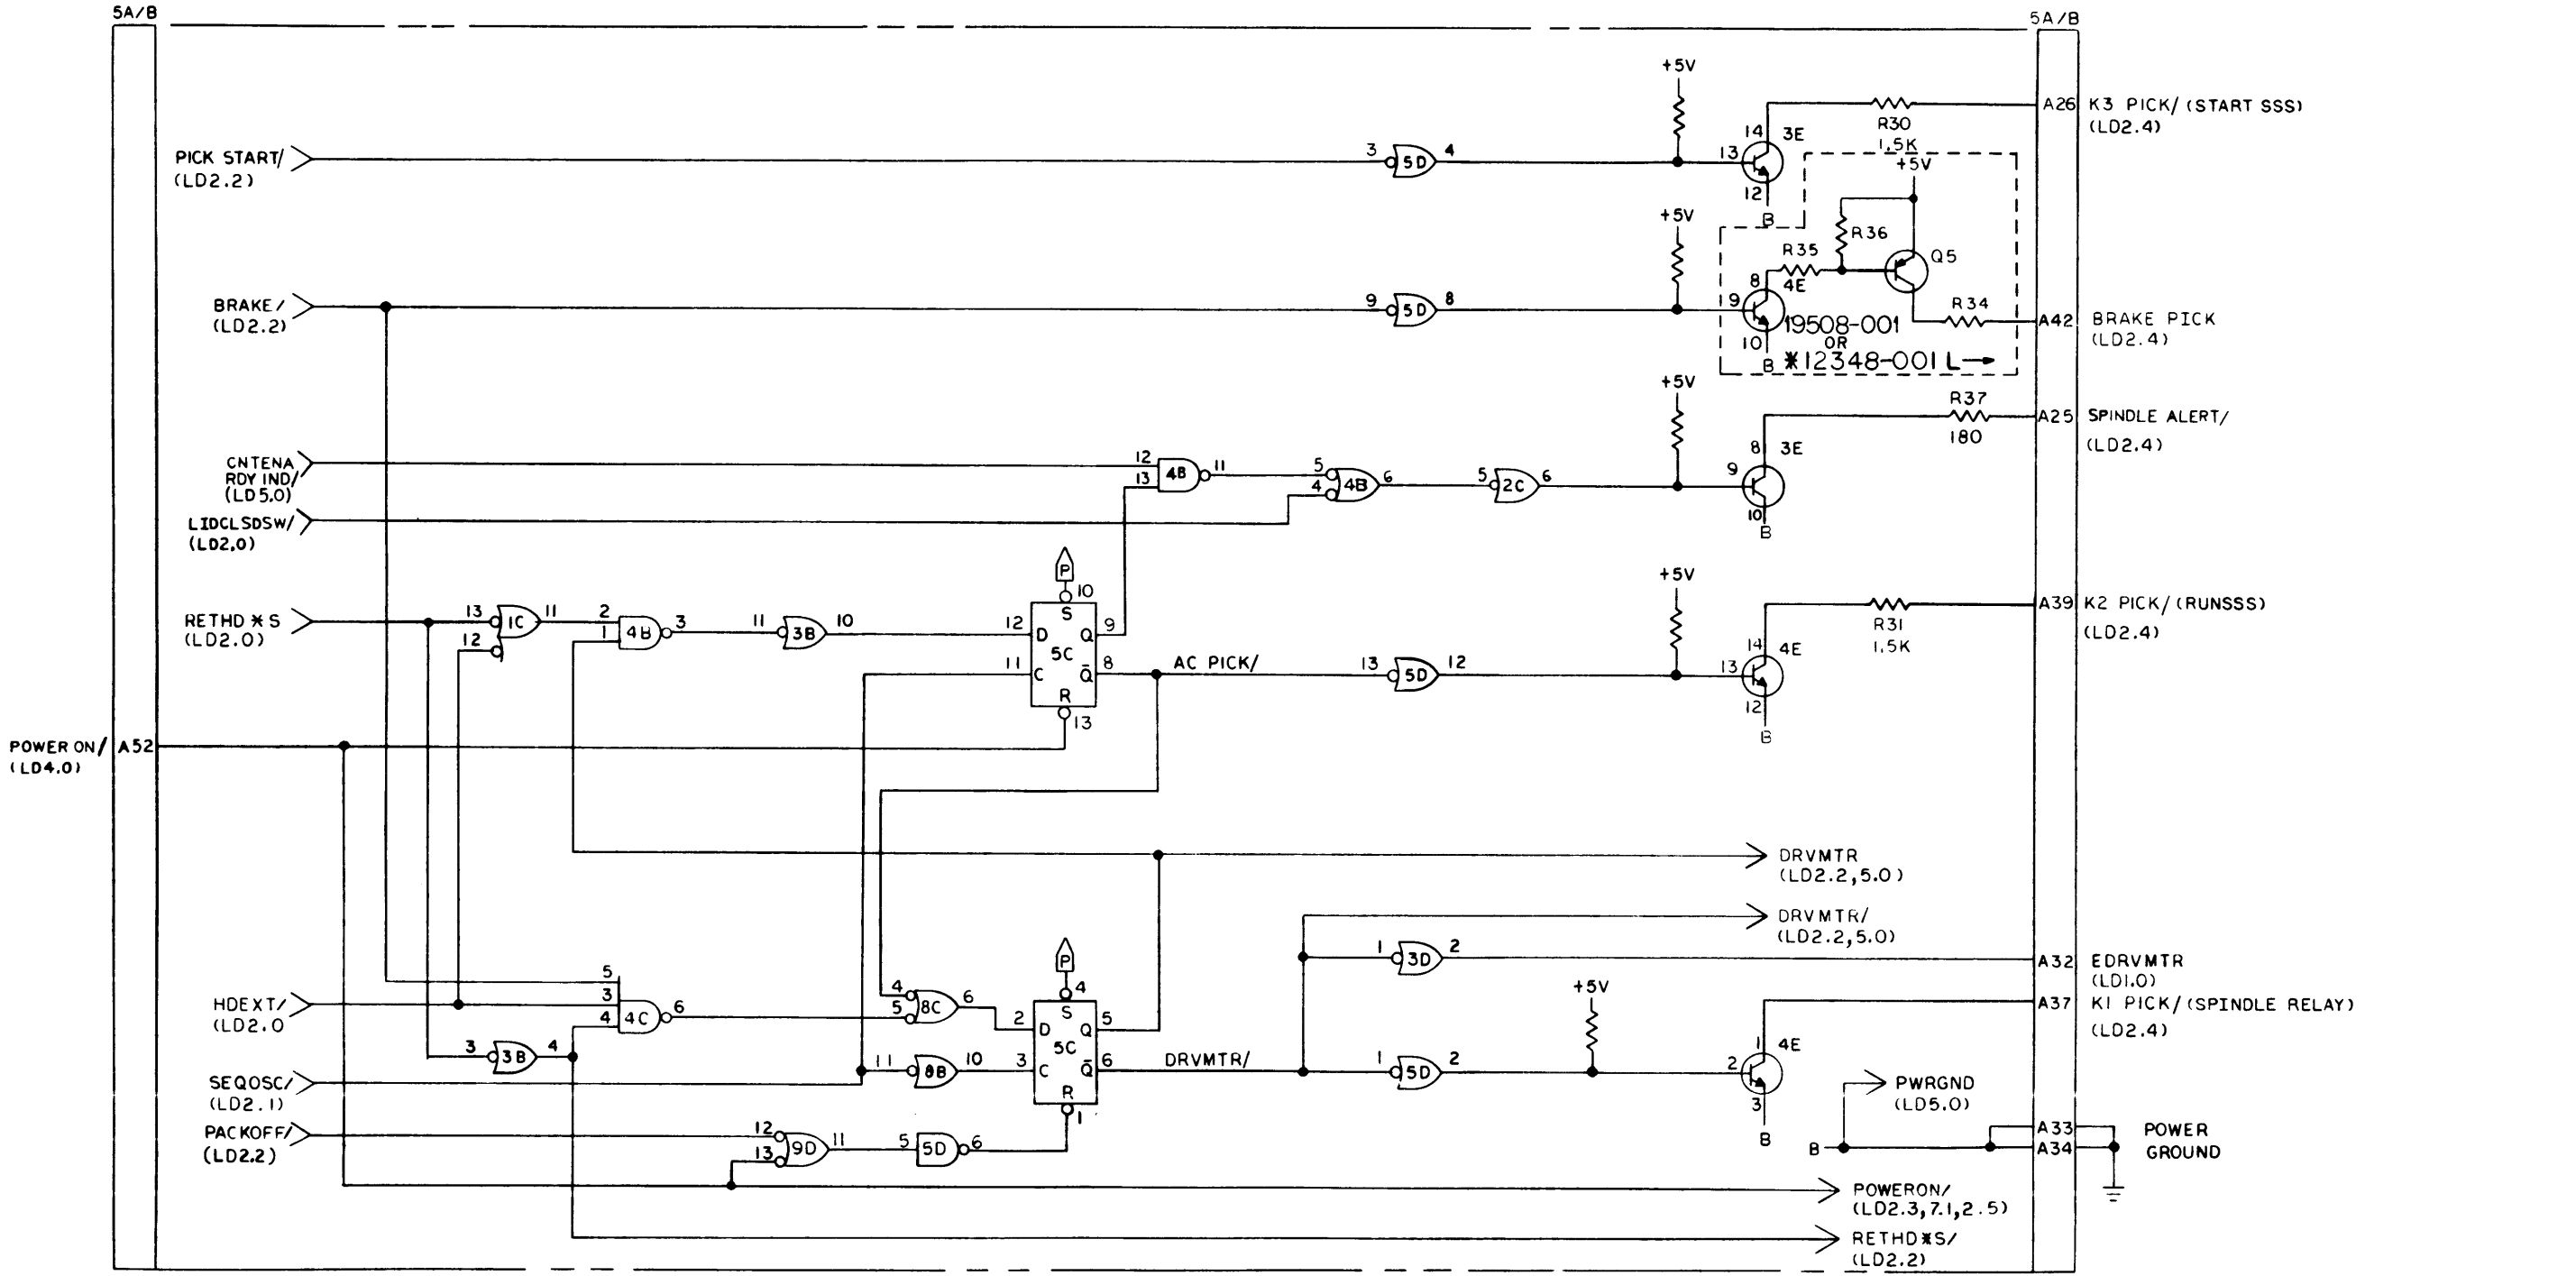 5A/B
5A/B
+5V
A26 K3 PICK/ (START SSS)
(LD2.4)
R30
1.5K
14 3E
PICK START/
(LD2.2)
3 5D 4
13
12
B
+5V
+5V
R36
R35
Q5
8
4E
BRAKE/
(LD2.2)
9 5D 8
9
R34
A42 BRAKE PICK
(LD2.4)
19508-001
OR
10
B
*12348-001L
+5V
R37
180
A25 SPINDLE ALERT/
(LD2.4)
8 3E
CNTENA
RDY IND/
(LD5.0)
12
13
4B 11
5
4
4B 6
5 2C 6
9
10
B
LIDCLSDSW/
(LD2.0)
P
10
+5V
RETHD*S
(LD2.0)
13
12
1C 11
2
1
4B 3
11 3B 10
12 D S Q 9
5C
11 C Q̅ 8
R
13
AC PICK/
13 5D 12
A39 K2 PICK/(RUNSSS)
(LD2.4)
R31
1.5K
14 4E
13
12
B
POWER ON/ A52
(LD4.0)
DRVMTR
(LD2.2,5.0)
DRVMTR/
(LD2.2,5.0)
1 3D 2
A32 EDRVMTR
(LD1.0)
P
4
+5V
A37 K1 PICK/(SPINDLE RELAY)
(LD2.4)
HDEXT/
(LD2.0
5
3
4
4C 6
4
5
8C 6
2 D S Q 5
5C
3 C Q̅ 6
R
1
3 3B 4
11 8B 10
DRVMTR/
1 5D 2
1 4E
2
3
B
SEQOSC/
(LD2.1)
PWRGND
(LD5.0)
PACKOFF/
(LD2.2)
12
13
9D 11
5 5D 6
B
A33
A34
POWER
GROUND
POWERON/
(LD2.3,7.1,2.5)
RETHD*S/
(LD2.2)